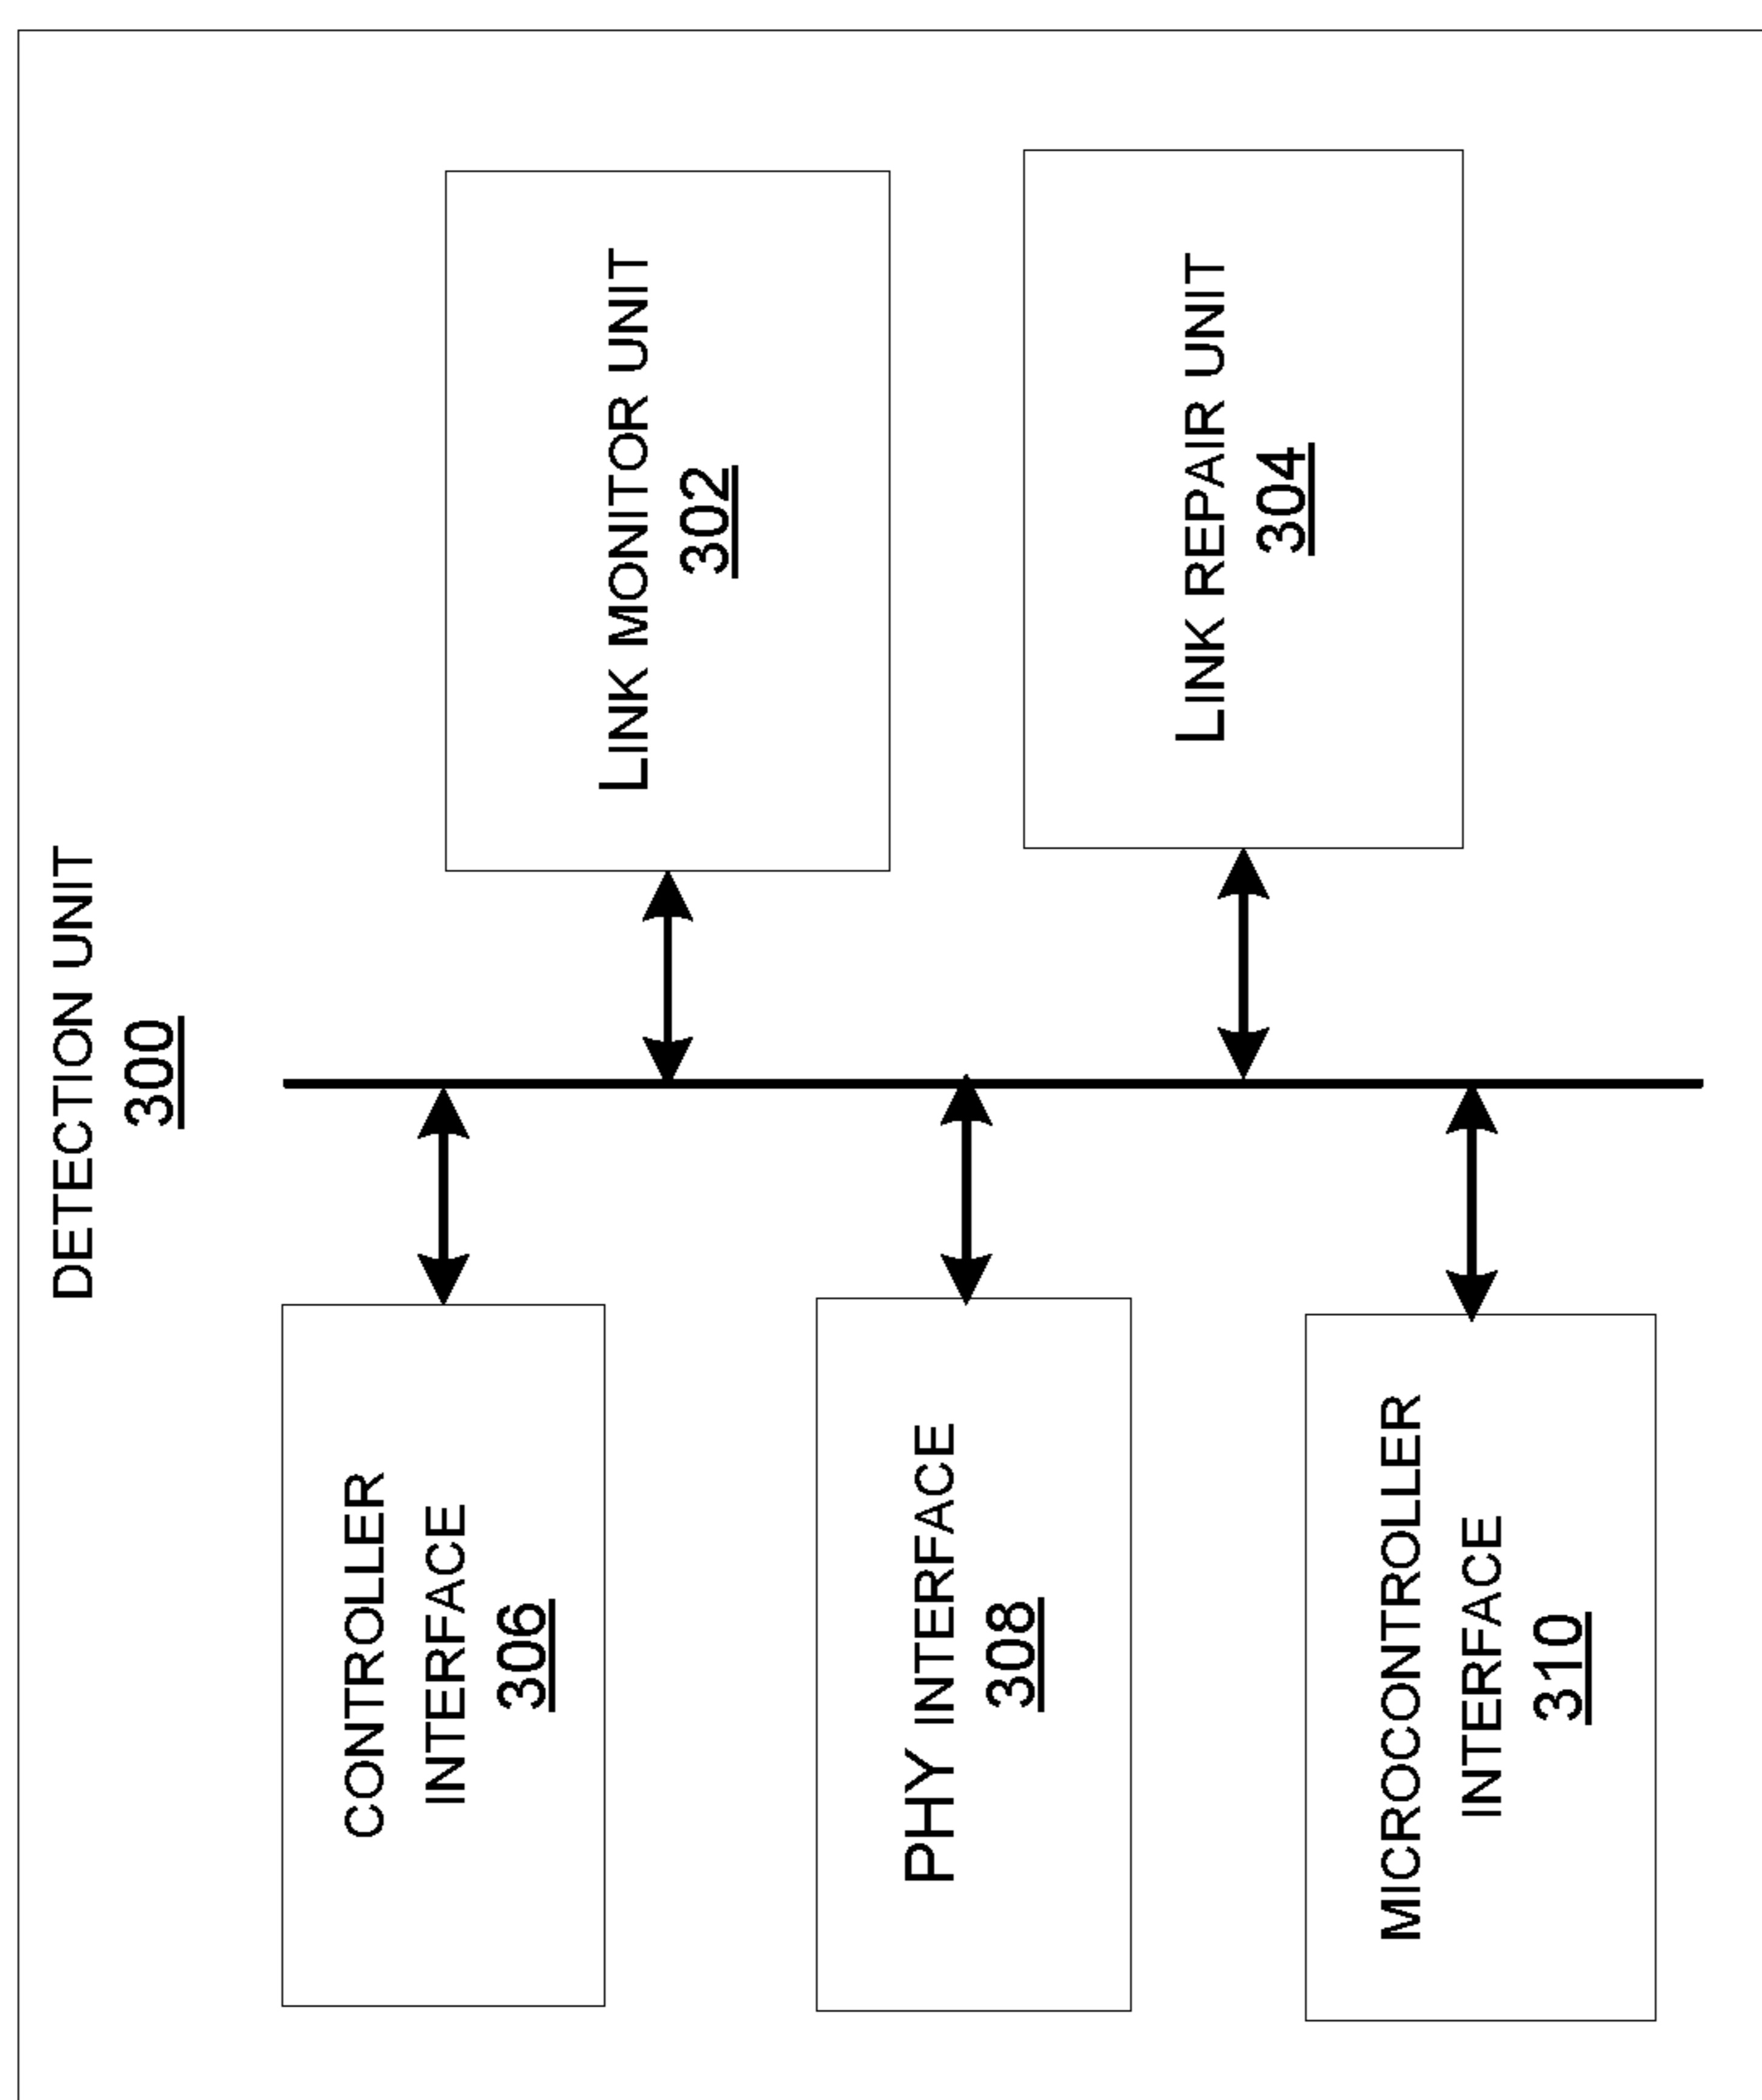 DETECTION UNIT
300
CONTROLLER
INTERFACE
306
LINK MONITOR UNIT
302
PHY INTERFACE
308
LINK REPAIR UNIT
304
MICROCONTROLLER
INTERFACE
310